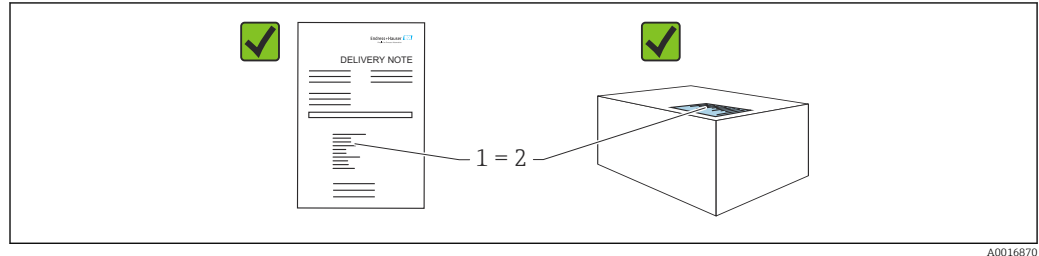 Endress+Hauser
DELIVERY NOTE
1 = 2
A0016870